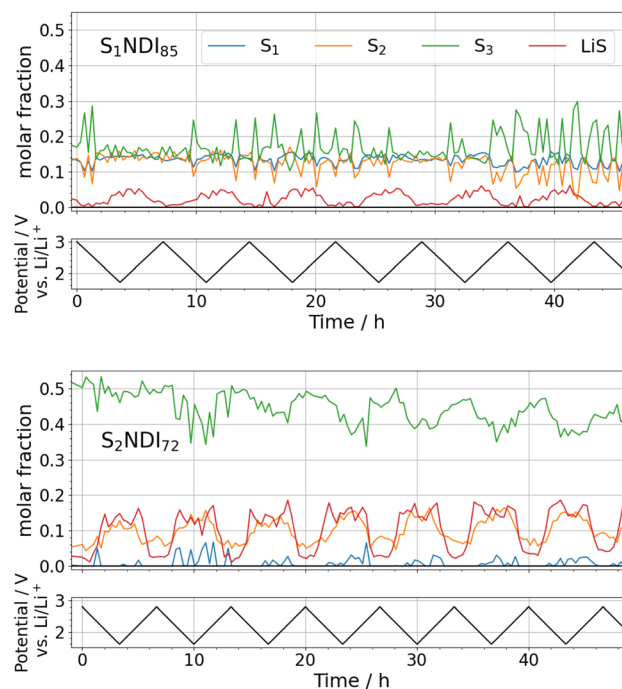 S₁NDI₈₅ S₁ S₂ S₃ LiS
0.5
0.4
0.3
0.2
0.1
0.0
molar fraction
3
2
Potential / V
vs. Li/Li⁺
0 10 20 30 40
Time / h
0.5
0.4
0.3
0.2
0.1
0.0
molar fraction
S₂NDI₇₂
3
2
Potential / V
vs. Li/Li⁺
0 10 20 30 40
Time / h